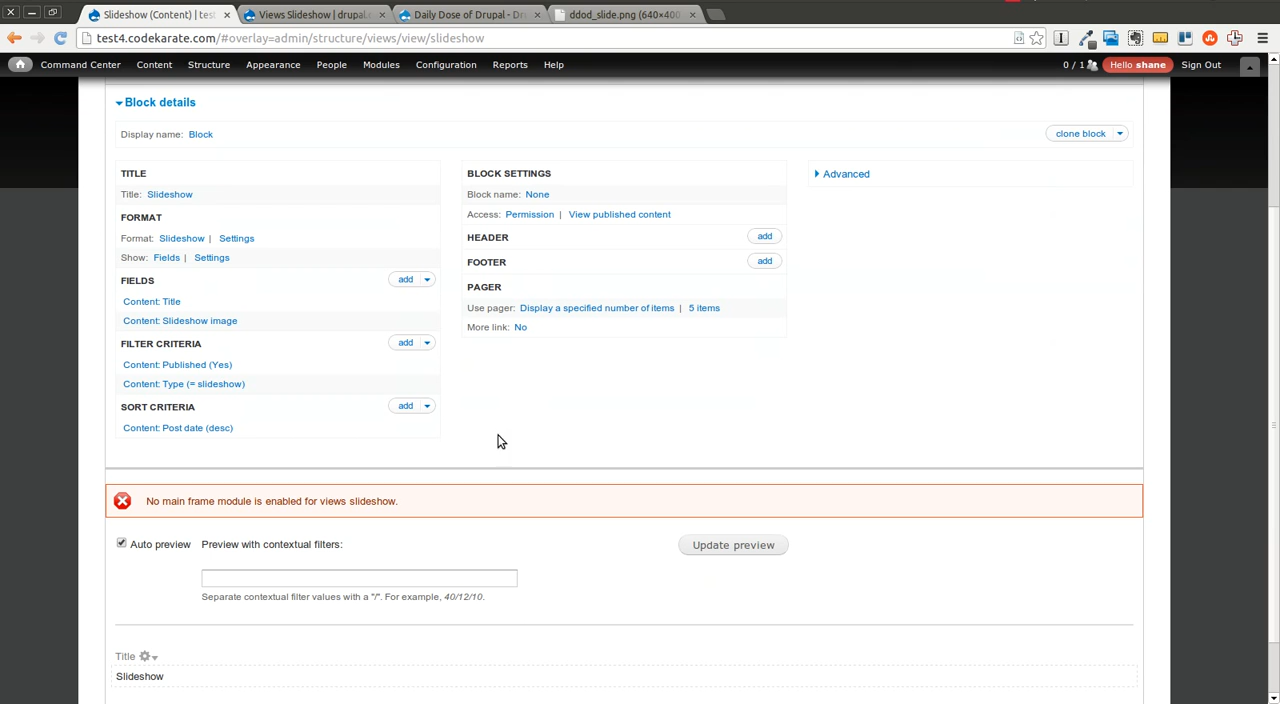 Slideshow (Content) | test
Views Slideshow | drupal.
Daily Dose of Drupal - Dru
ddod_slide.png (640×400
test4.codekarate.com/#overlay=admin/structure/views/view/slideshow
Command Center Content Structure Appearance People Modules Configuration Reports Help 0 / 1 Hello shane Sign Out
Block details
Display name: Block
clone block
TITLE
Title: Slideshow
FORMAT
Format: Slideshow | Settings
Show: Fields | Settings
FIELDS
add
Content: Title
Content: Slideshow image
FILTER CRITERIA
add
Content: Published (Yes)
Content: Type (= slideshow)
SORT CRITERIA
add
Content: Post date (desc)
BLOCK SETTINGS
Block name: None
Access: Permission | View published content
HEADER
add
FOOTER
add
PAGER
Use pager: Display a specified number of items | 5 items
More link: No
Advanced
No main frame module is enabled for views slideshow.
Auto preview
Preview with contextual filters:
Update preview
Separate contextual filter values with a "/". For example, 40/12/10.
Title
Slideshow